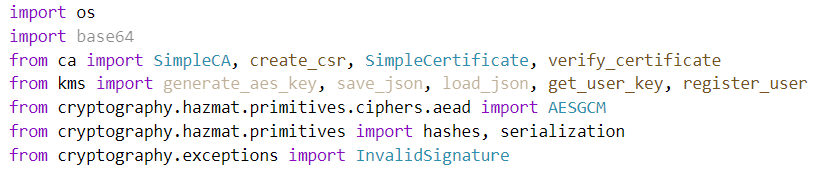 import os
import base64
from ca import SimpleCA, create_csr, SimpleCertificate, verify_certificate
from kms import generate_aes_key, save_json, load_json, get_user_key, register_user
from cryptography.hazmat.primitives.ciphers.aead import AESGCM
from cryptography.hazmat.primitives import hashes, serialization
from cryptography.exceptions import InvalidSignature